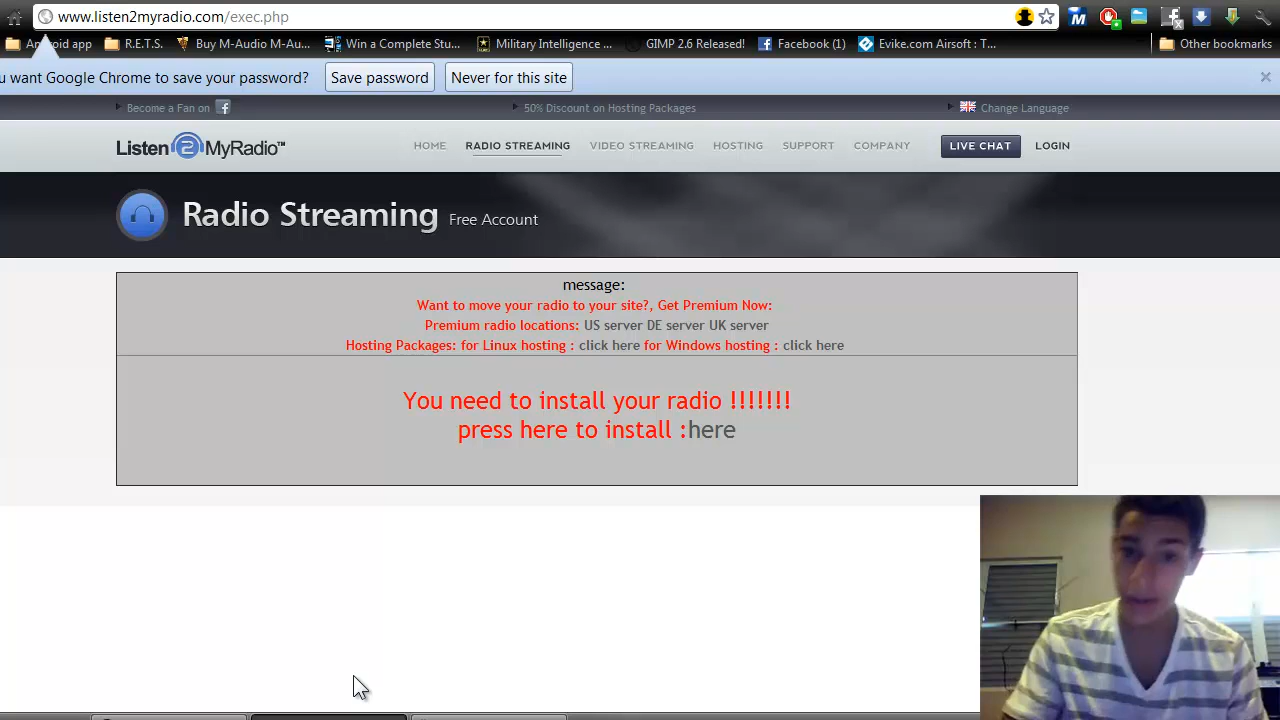 www.listen2myradio.com/exec.php
Android app R.E.T.S. Buy M-Audio M-Au... Win a Complete Stu... Military Intelligence ... GIMP 2.6 Released! Facebook (1) Evike.com Airsoft : T... Other bookmarks
u want Google Chrome to save your password? Save password Never for this site
Become a Fan on 50% Discount on Hosting Packages Change Language
Listen2MyRadio™ HOME RADIO STREAMING VIDEO STREAMING HOSTING SUPPORT COMPANY LIVE CHAT LOGIN
Radio Streaming Free Account
message:
Want to move your radio to your site?, Get Premium Now:
Premium radio locations: US server DE server UK server
Hosting Packages: for Linux hosting : click here for Windows hosting : click here
You need to install your radio !!!!!!!
press here to install :here